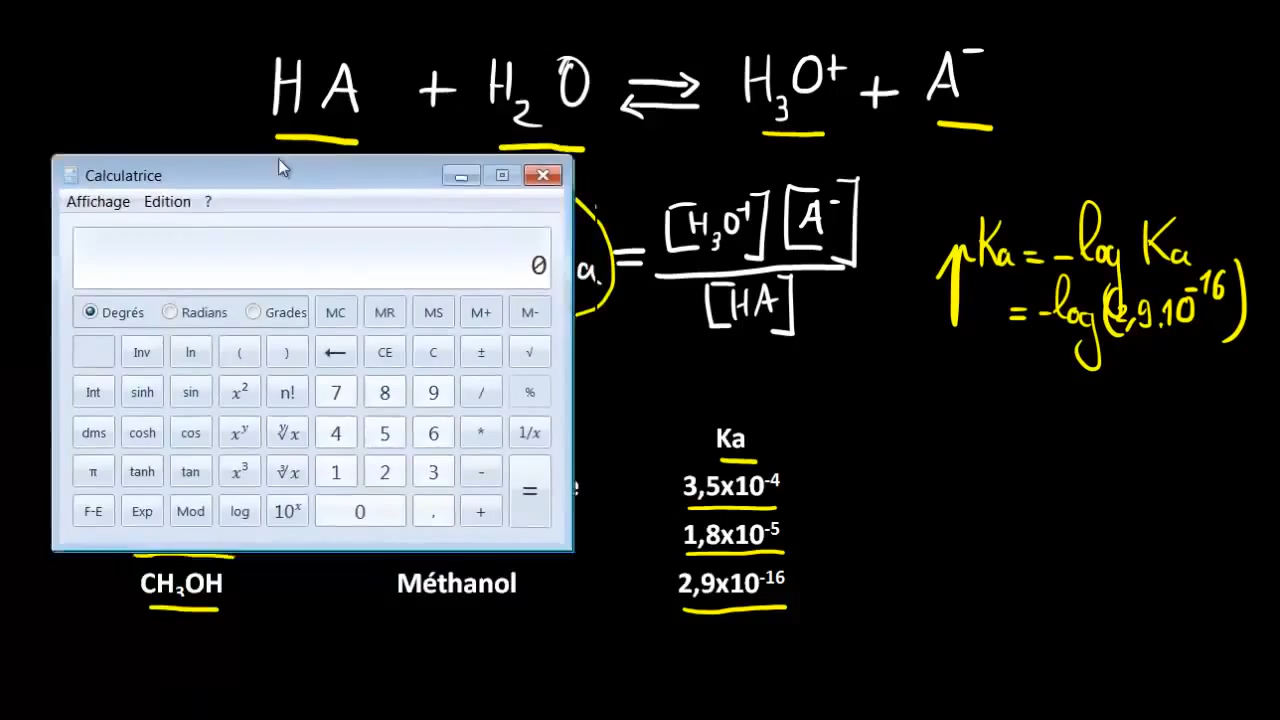 HA + H₂O ⇌ H₃O⁺ + A⁻
Calculatrice
Affichage Edition ?
0
Degrés Radians Grades MC MR MS M+ M-
Inv ln ( ) ← CE C ± √
Int sinh sin x² n! 7 8 9 / %
dms cosh cos xʸ ʸ√x 4 5 6 * 1/x
π tanh tan x³ ³√x 1 2 3 - =
F-E Exp Mod log 10ˣ 0 , +
a = [H₃O⁺] [A⁻]
[HA]
pKa = -log Ka
= -log(2,9.10⁻¹⁶)
Ka
e 3,5x10⁻⁴
1,8x10⁻⁵
CH₃OH Méthanol 2,9x10⁻¹⁶